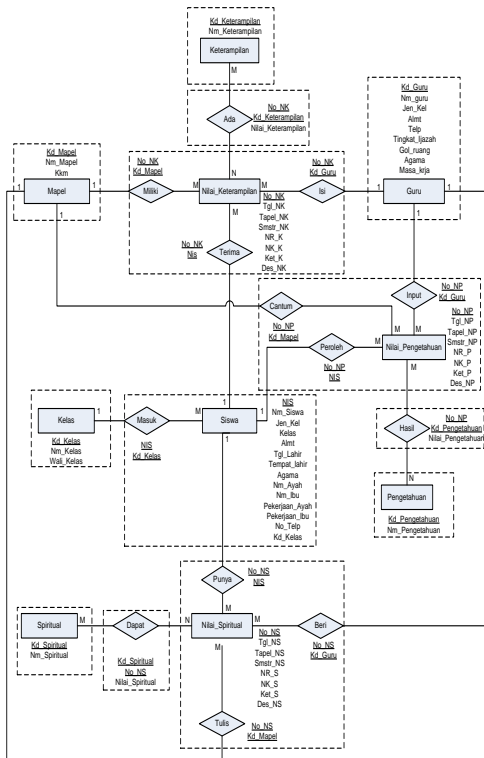 Kd_Keterampilan
Nm_Keterampilan
Keterampilan
M
Ada
No_NK
Kd_Keterampilan
Nilai_Keterampilan
N
Kd_Guru
Nm_guru
Jen_Kel
Almt
Telp
Tingkat_Ijazah
Gol_ruang
Agama
Masa_krja
Kd_Mapel
Nm_Mapel
Kkm
1
Mapel
1
1
No_NK
Kd_Mapel
Miliki
M
Nilai_Keterampilan
M
Isi
No_NK
Kd_Guru
1
Guru
1
1
No_NK
Tgl_NK
Tapel_NK
Smstr_NK
NR_K
NK_K
Ket_K
Des_NK
M
No_NK
Nis
Terima
Input
No_NP
Kd_Guru
Cantum
No_NP
Kd_Mapel
M
M
M
Nilai_Pengetahuan
M
No_NP
Tgl_NP
Tapel_NP
Smstr_NP
NR_P
NK_P
Ket_P
Des_NP
Peroleh
No_NP
NIS
Kelas
1
Kd_Kelas
Nm_Kelas
Wali_Kelas
Masuk
M
NIS
Kd_Kelas
1
Siswa
1
1
NIS
Nm_Siswa
Jen_Kel
Kelas
Almt
Tgl_Lahir
Tempat_lahir
Agama
Nm_Ayah
Nm_Ibu
Pekerjaan_Ayah
Pekerjaan_Ibu
No_Telp
Kd_Kelas
Hasil
No_NP
Kd_Pengetahuan
Nilai_Pengetahuan
N
Pengetahuan
Kd_Pengetahuan
Nm_Pengetahuan
Punya
No_NS
NIS
M
Spiritual
M
Kd_Spiritual
Nm_Spiritual
Dapat
N
Kd_Spiritual
No_NS
Nilai_Spiritual
Nilai_Spiritual
M
M
No_NS
Tgl_NS
Tapel_NS
Smstr_NS
NR_S
NK_S
Ket_S
Des_NS
Beri
No_NS
Kd_Guru
Tulis
No_NS
Kd_Mapel